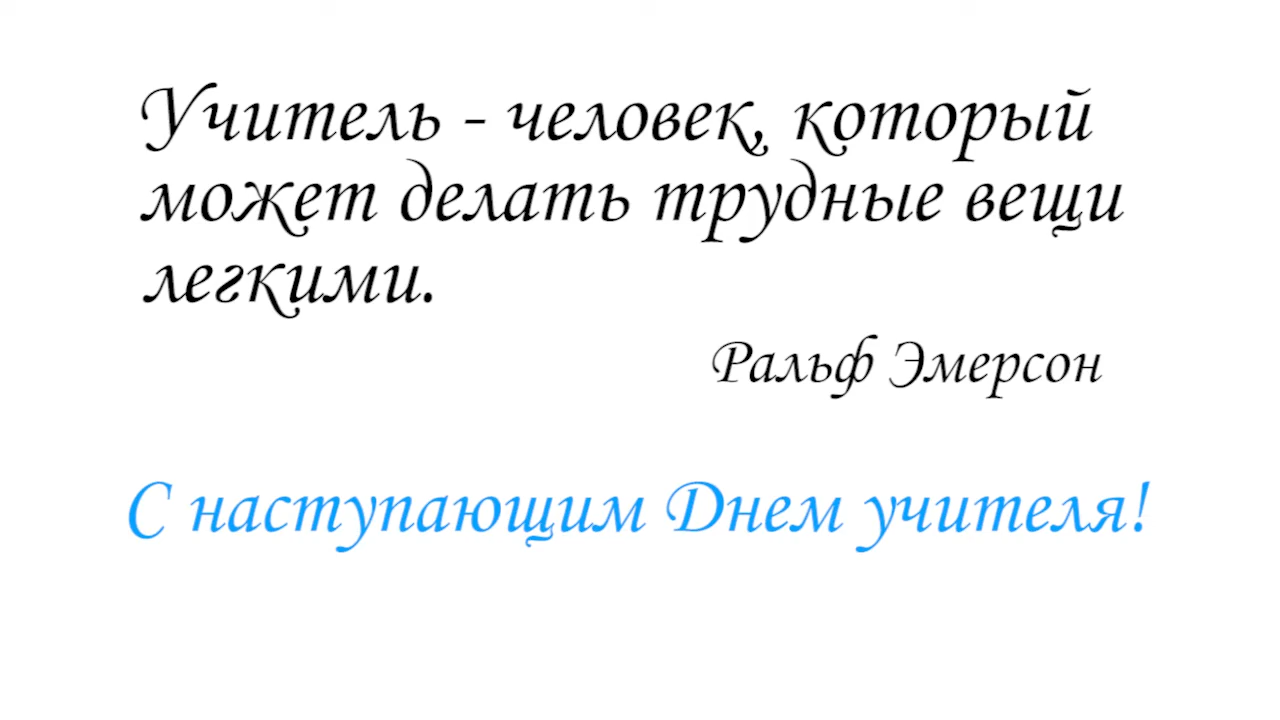 Учитель - человек, который
может делать трудные вещи
легкими.
Ральф Эмерсон
С наступающим Днем учителя!